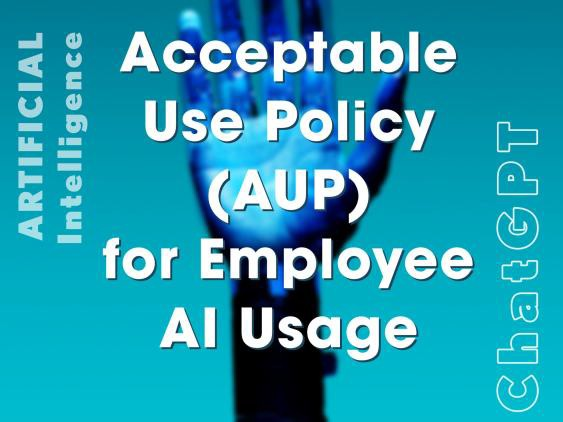 ARTIFICIAL
Intelligence
Acceptable
Use Policy
(AUP)
for Employee
AI Usage
ChatGPT